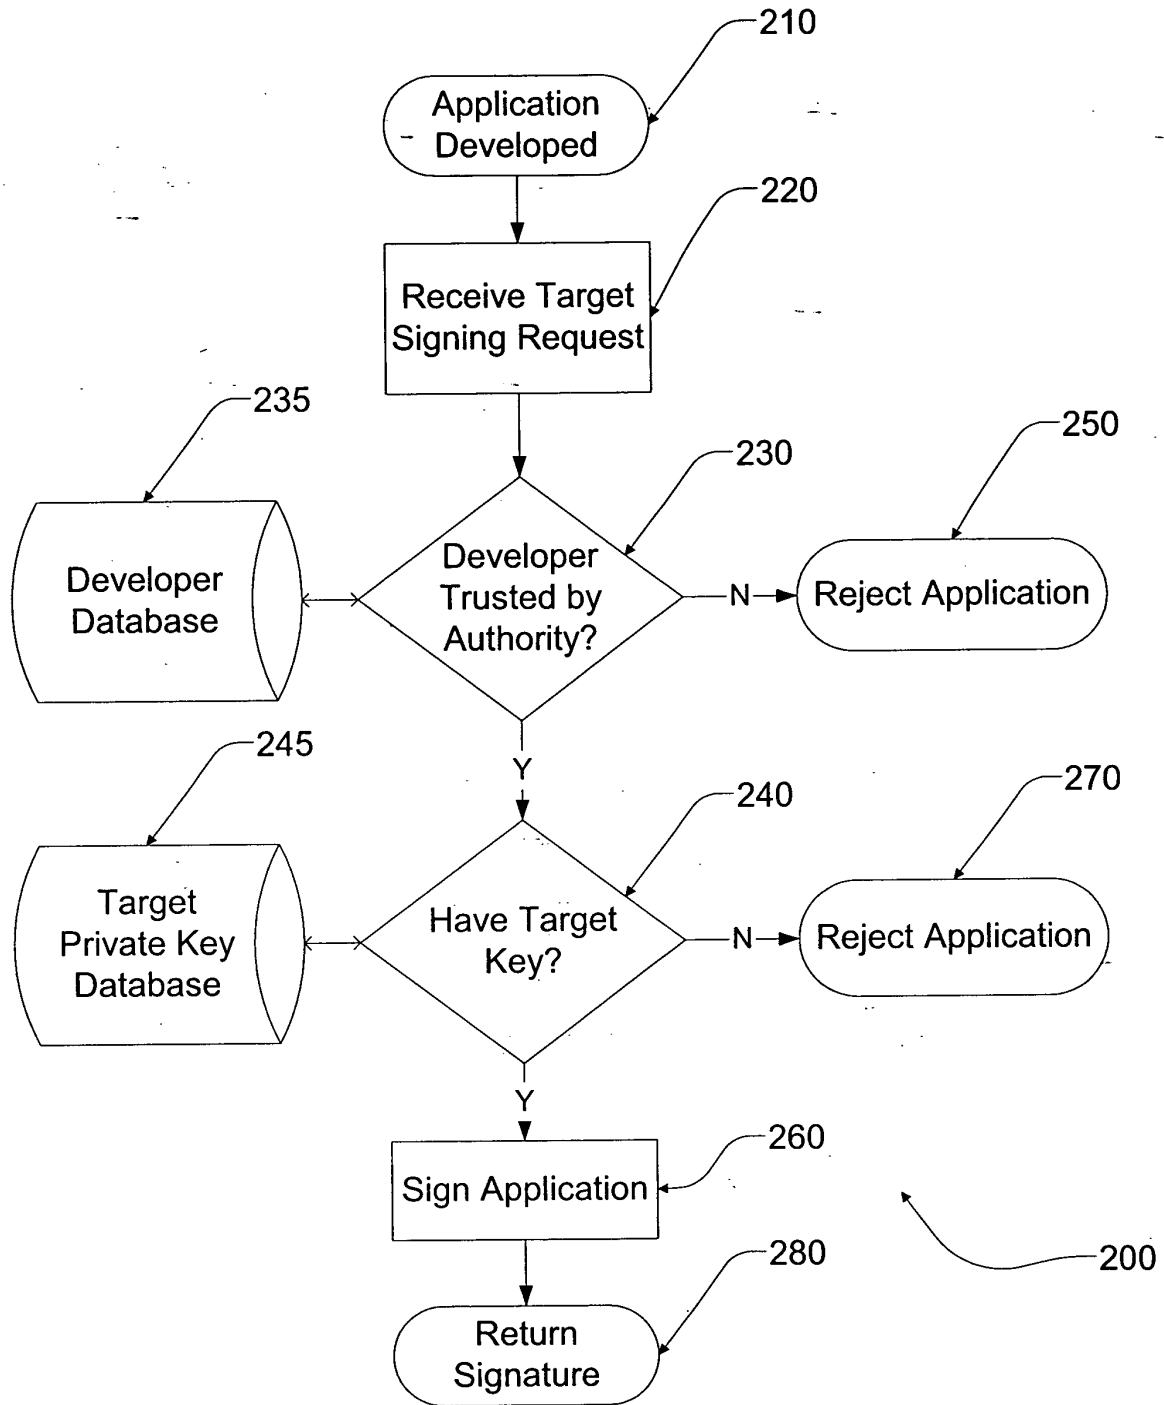 210
Application
Developed
220
Receive Target
Signing Request
235
230
250
Developer
Database
Developer
Trusted by
Authority?
N
Reject Application
Y
245
240
270
Target
Private Key
Database
Have Target
Key?
N
Reject Application
Y
260
Sign Application
280
200
Return
Signature